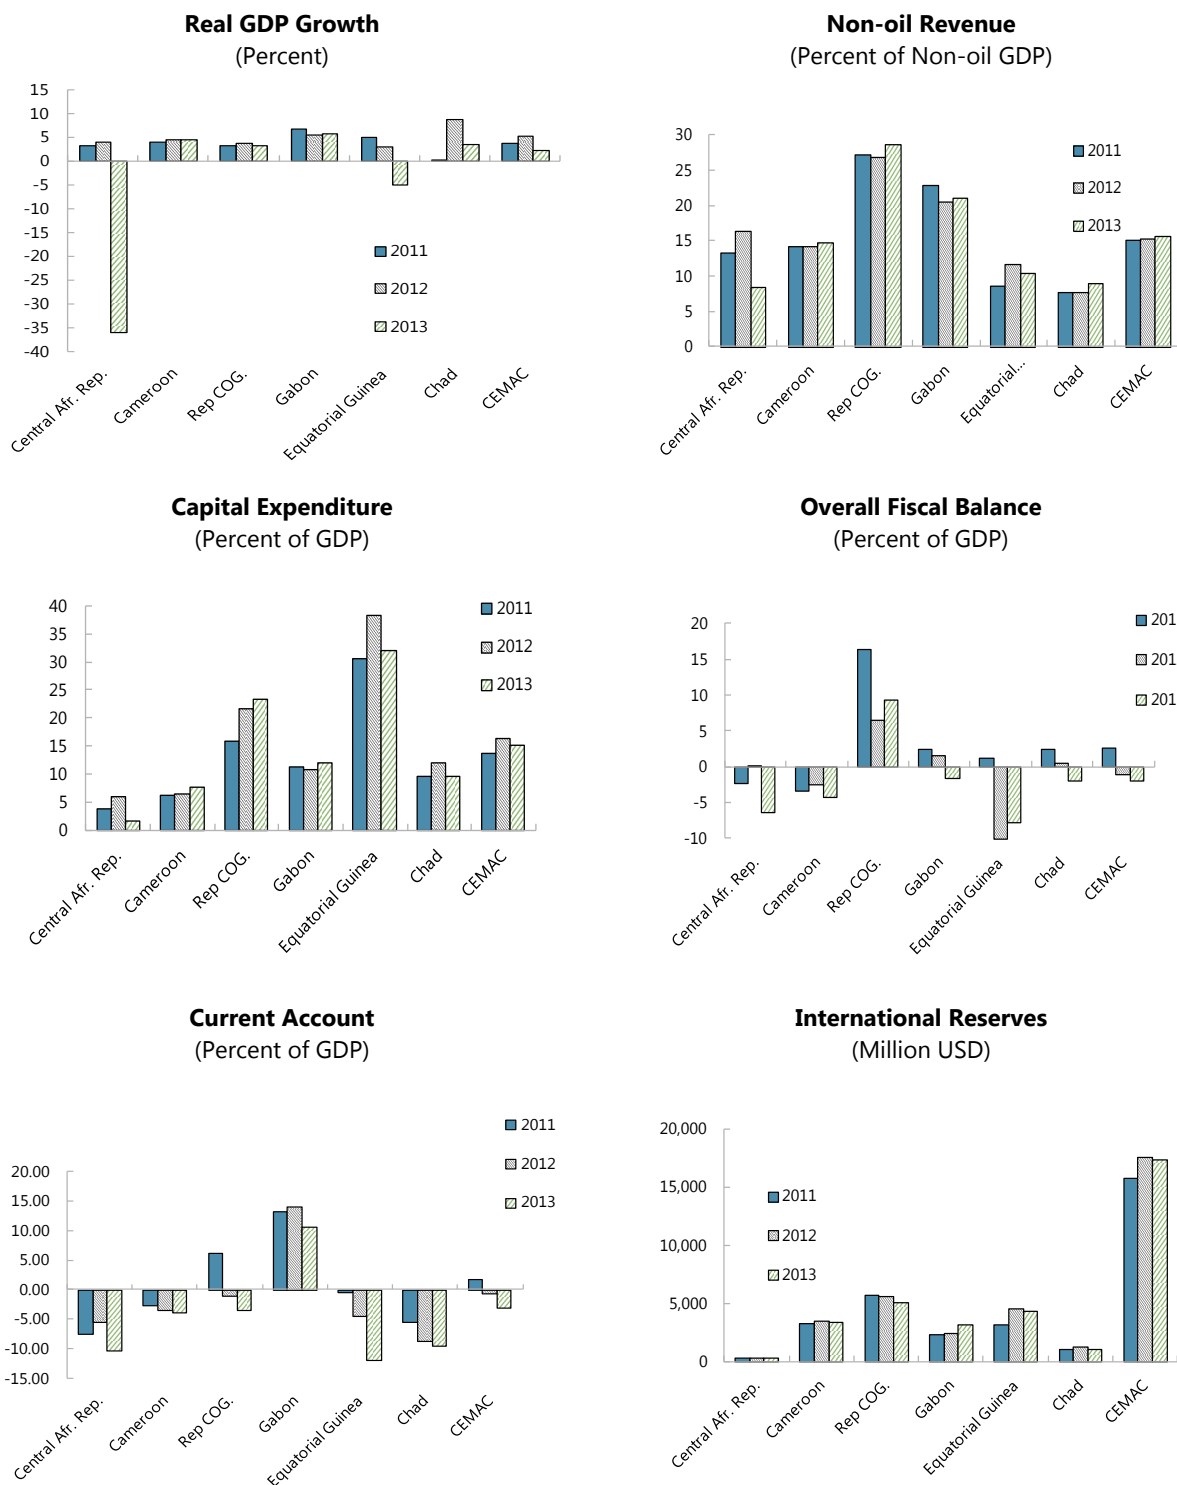 Real GDP Growth
(Percent)
15
10
5
0
-5
-10
-15
-20
-25
-30
-35
-40
2011
2012
2013
Central Afr. Rep.
Cameroon
Rep COG.
Gabon
Equatorial Guinea
Chad
CEMAC
Non-oil Revenue
(Percent of Non-oil GDP)
30
25
20
15
10
5
0
2011
2012
2013
Central Afr. Rep.
Cameroon
Rep COG.
Gabon
Equatorial...
Chad
CEMAC
Capital Expenditure
(Percent of GDP)
40
35
30
25
20
15
10
5
0
2011
2012
2013
Central Afr. Rep.
Cameroon
Rep COG.
Gabon
Equatorial Guinea
Chad
CEMAC
Overall Fiscal Balance
(Percent of GDP)
20
15
10
5
0
-5
-10
201
201
201
Central Afr. Rep.
Cameroon
Rep COG.
Gabon
Equatorial Guinea
Chad
CEMAC
Current Account
(Percent of GDP)
20.00
15.00
10.00
5.00
0.00
-5.00
-10.00
-15.00
2011
2012
2013
Central Afr. Rep.
Cameroon
Rep COG.
Gabon
Equatorial Guinea
Chad
CEMAC
International Reserves
(Million USD)
20,000
15,000
10,000
5,000
0
2011
2012
2013
Central Afr. Rep.
Cameroon
Rep COG.
Gabon
Equatorial Guinea
Chad
CEMAC